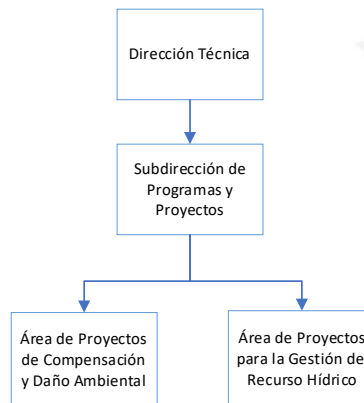 Dirección Técnica
Subdirección de
Programas y
Proyectos
Área de Proyectos
de Compensación
y Daño Ambiental
Área de Proyectos
para la Gestión de
Recurso Hídrico